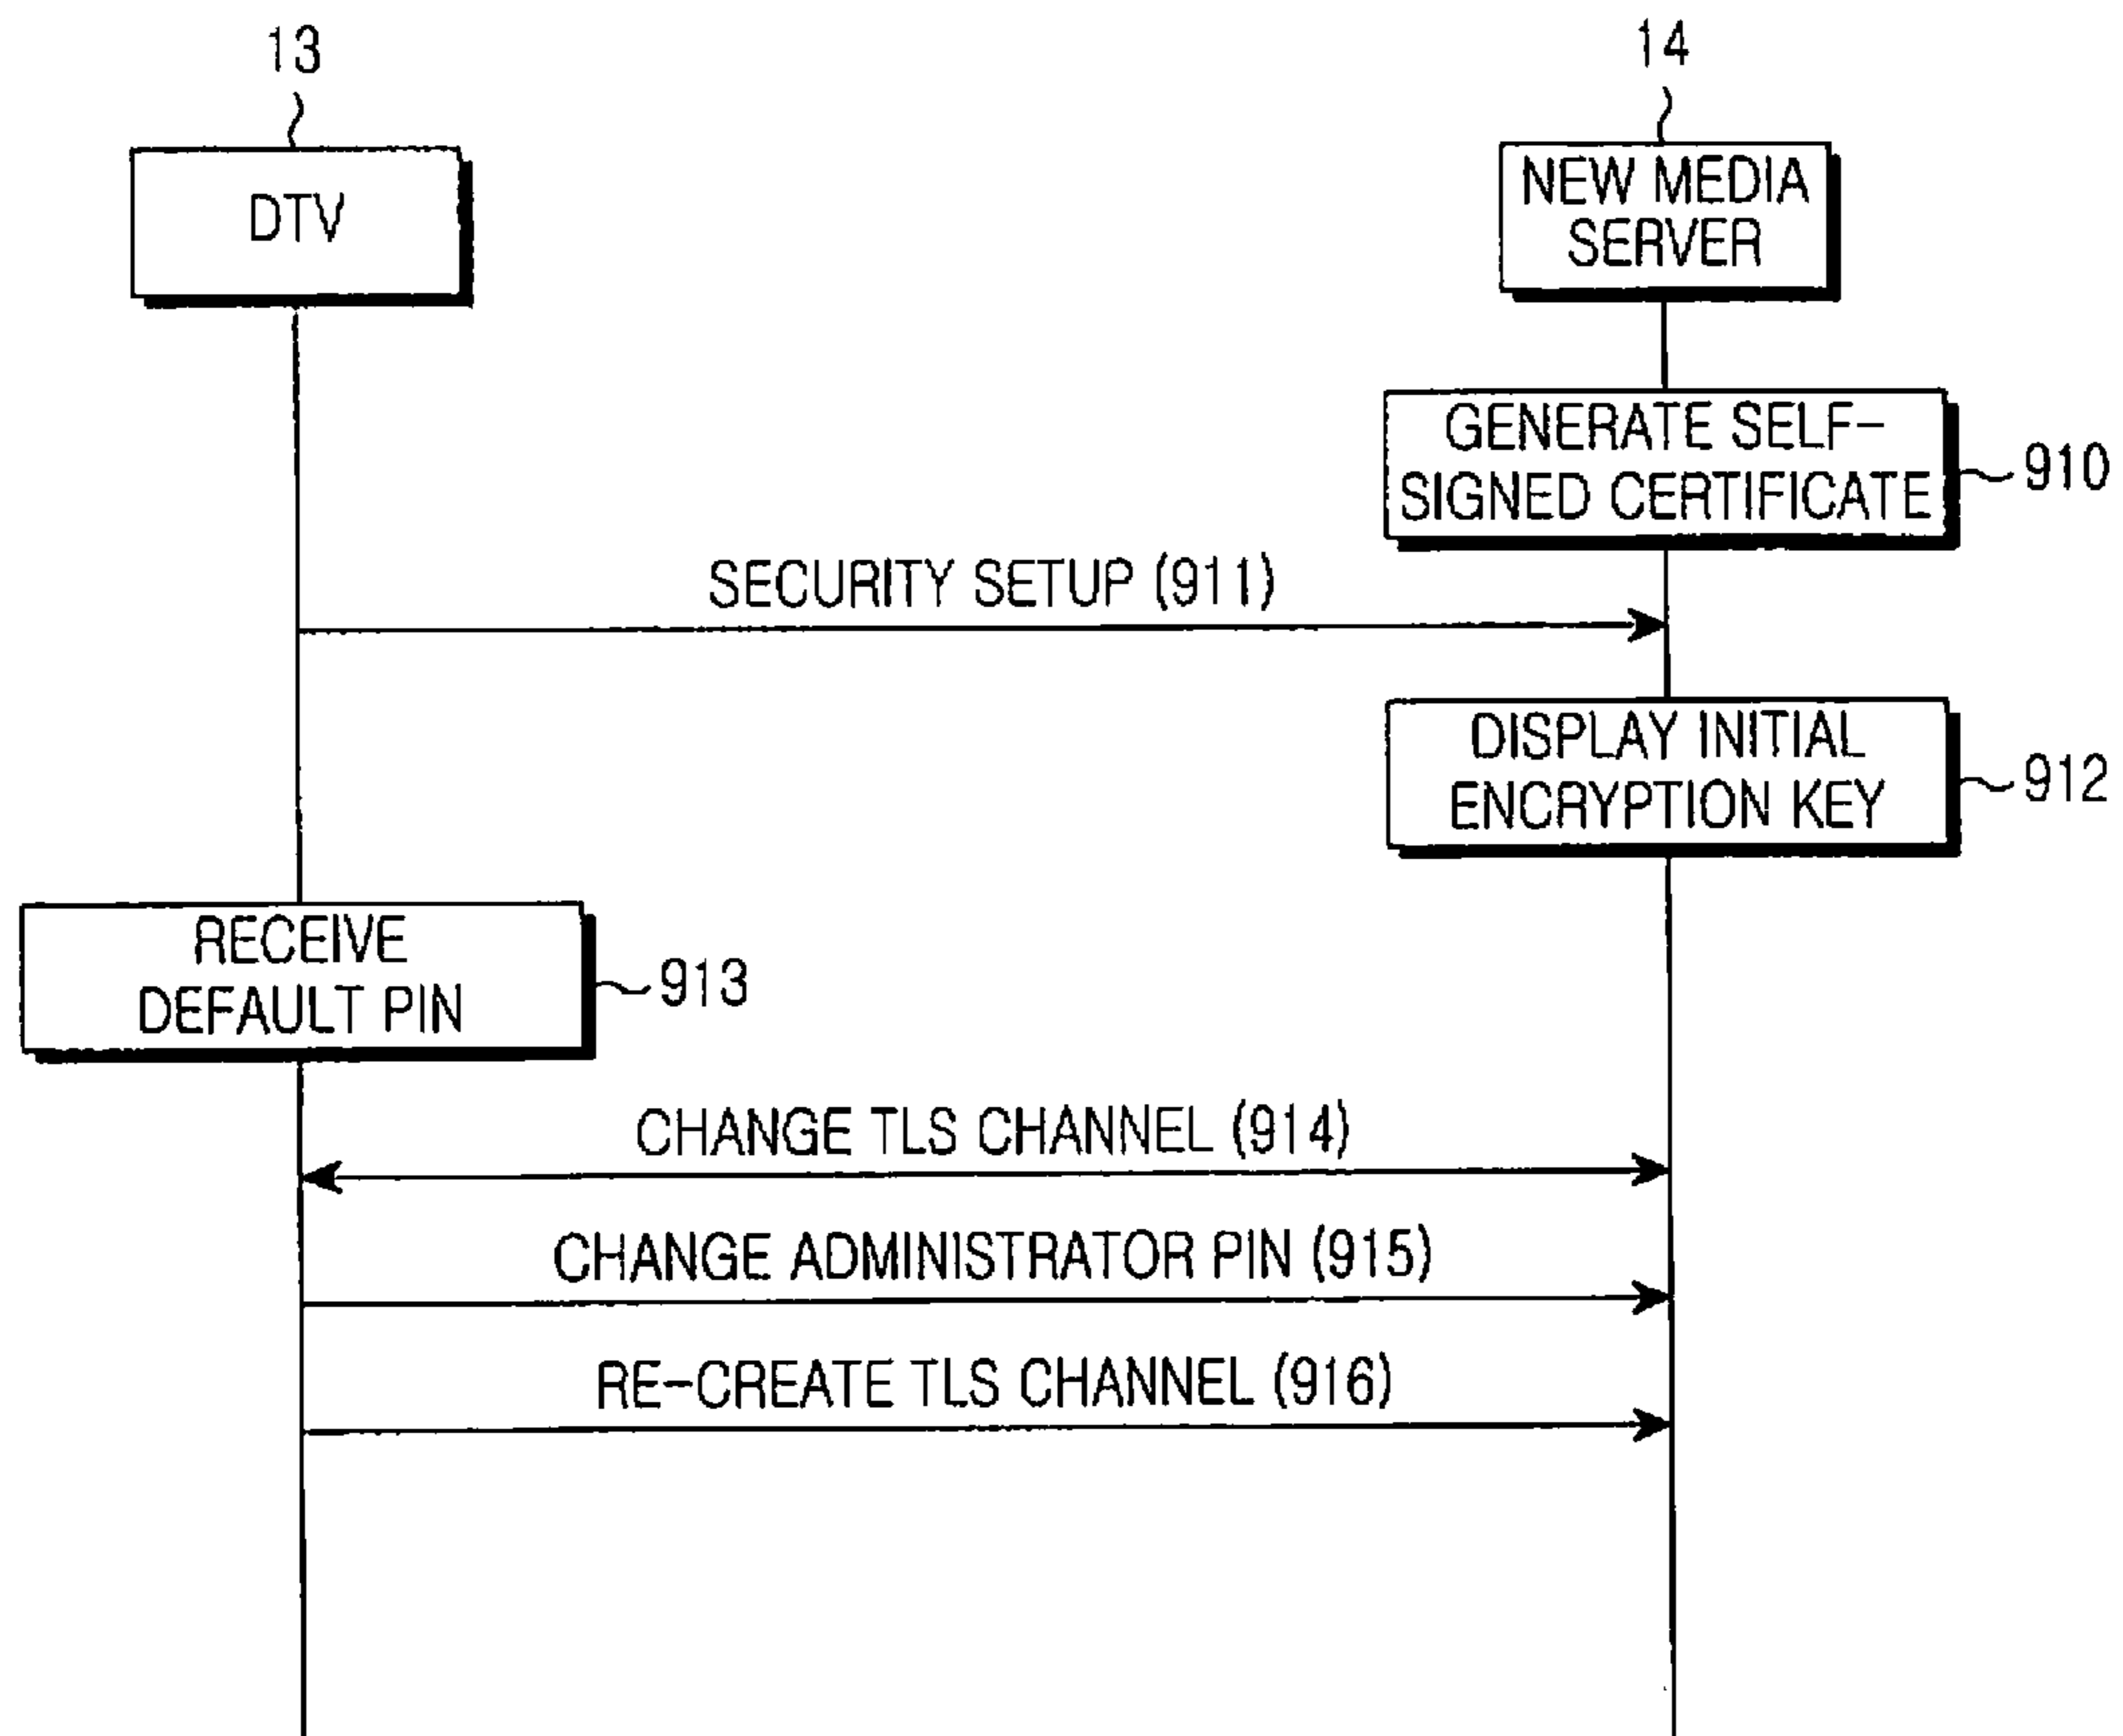 13
14
DTV
NEW MEDIA
SERVER
GENERATE SELF-
SIGNED CERTIFICATE
910
SECURITY SETUP (911)
DISPLAY INITIAL
ENCRYPTION KEY
912
RECEIVE
DEFAULT PIN
913
CHANGE TLS CHANNEL (914)
CHANGE ADMINISTRATOR PIN (915)
RE-CREATE TLS CHANNEL (916)